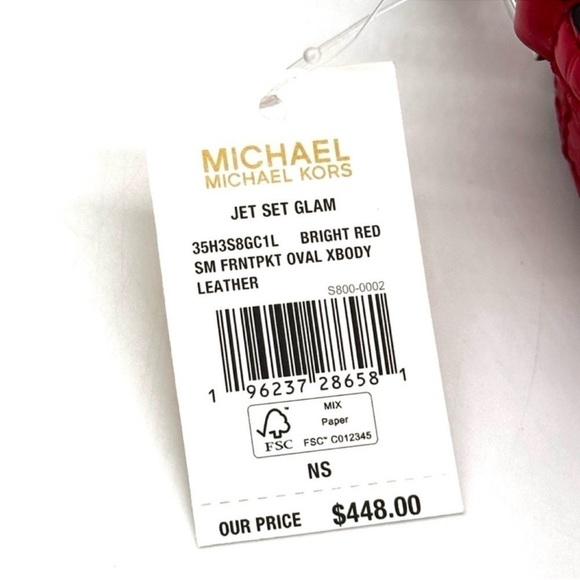 MICHAEL
MICHAEL KORS
JET SET GLAM
35H3S8GC1L BRIGHT RED
SM FRNTPKT OVAL XBODY
LEATHER
S800-0002
1 96237 28658 1
FSC
MIX
Paper
FSC™ C012345
NS
OUR PRICE $448.00